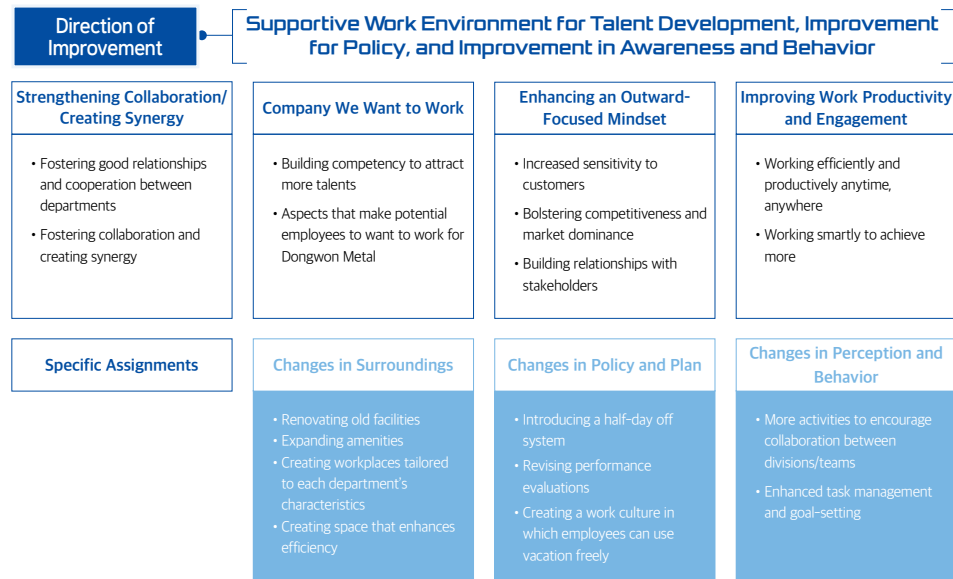 Direction of
Improvement
Supportive Work Environment for Talent Development, Improvement
for Policy, and Improvement in Awareness and Behavior
Strengthening Collaboration/
Creating Synergy
• Fostering good relationships
and cooperation between
departments
• Fostering collaboration and
creating synergy
Company We Want to Work
• Building competency to attract
more talents
• Aspects that make potential
employees to want to work for
Dongwon Metal
Enhancing an Outward-
Focused Mindset
• Increased sensitivity to
customers
• Bolstering competitiveness and
market dominance
• Building relationships with
stakeholders
Improving Work Productivity
and Engagement
• Working efficiently and
productively anytime,
anywhere
• Working smartly to achieve
more
Specific Assignments
Changes in Surroundings
• Renovating old facilities
• Expanding amenities
• Creating workplaces tailored
to each department's
characteristics
• Creating space that enhances
efficiency
Changes in Policy and Plan
• Introducing a half-day off
system
• Revising performance
evaluations
• Creating a work culture in
which employees can use
vacation freely
Changes in Perception and
Behavior
• More activities to encourage
collaboration between
divisions/teams
• Enhanced task management
and goal-setting